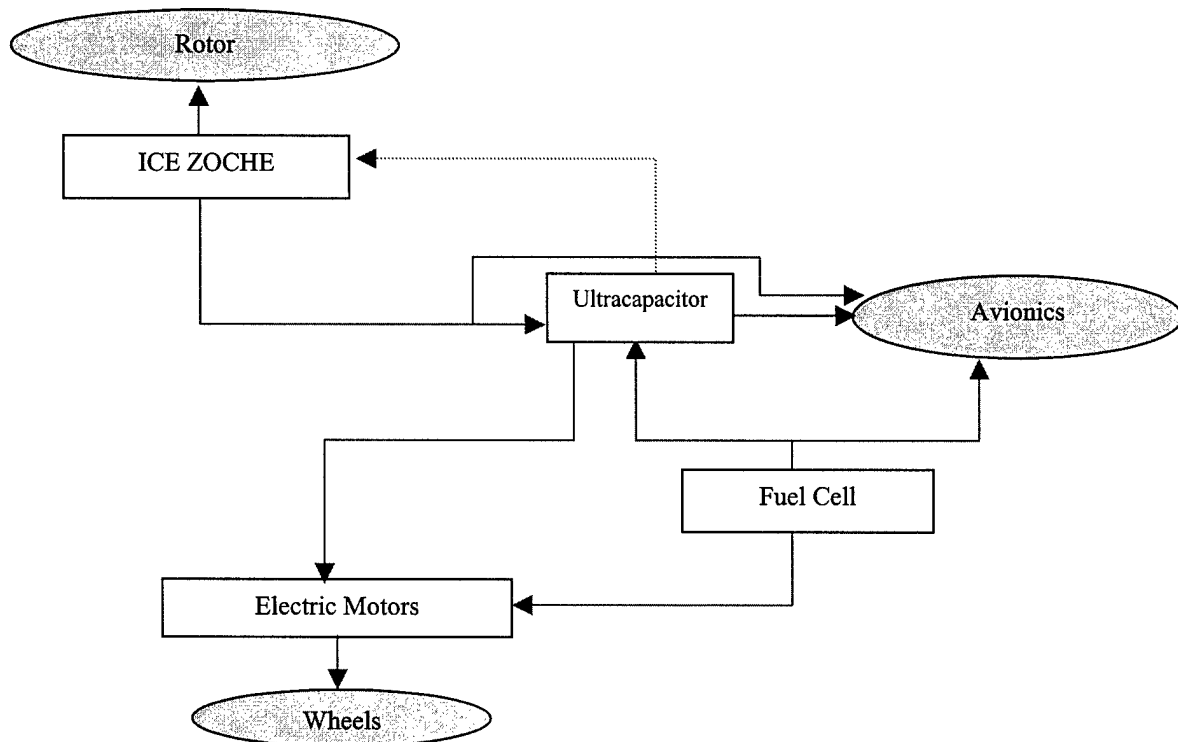 Rotor
ICE ZOCHE
Ultracapacitor
Avionics
Fuel Cell
Electric Motors
Wheels